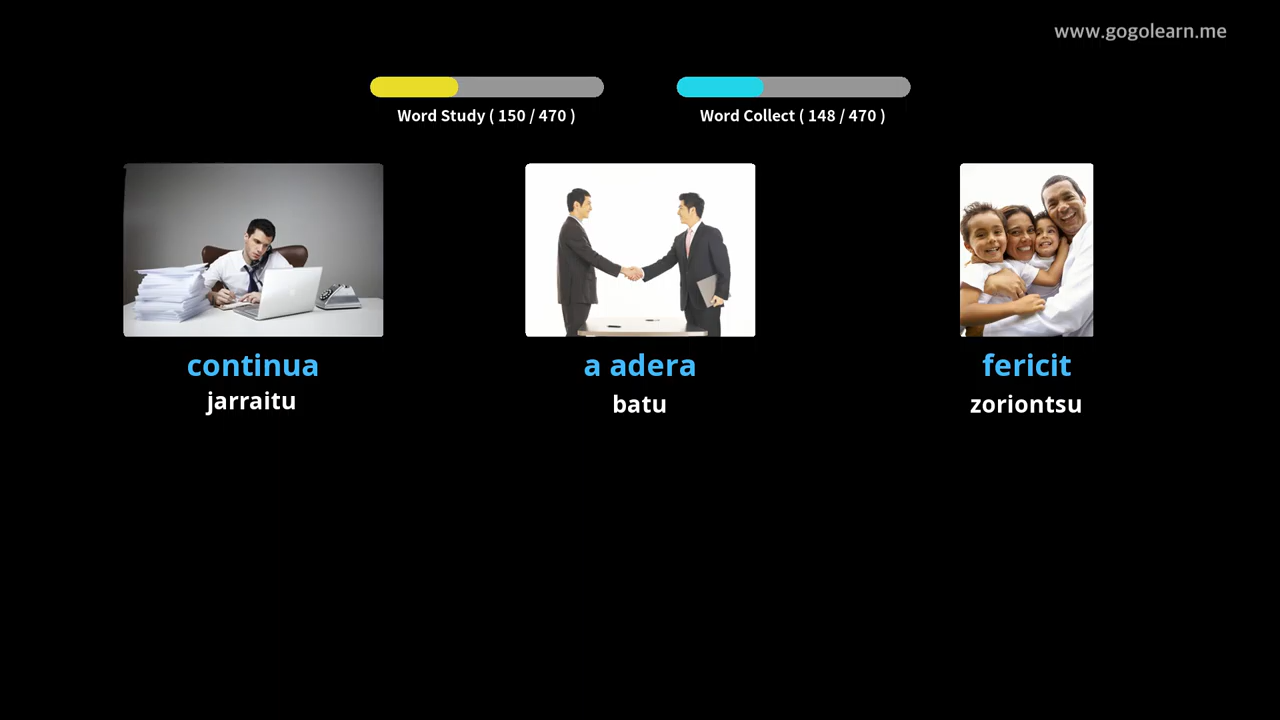 www.gogolearn.me
Word Study ( 150 / 470 )
Word Collect ( 148 / 470 )
continua
jarraitu
a adera
batu
fericit
zoriontsu